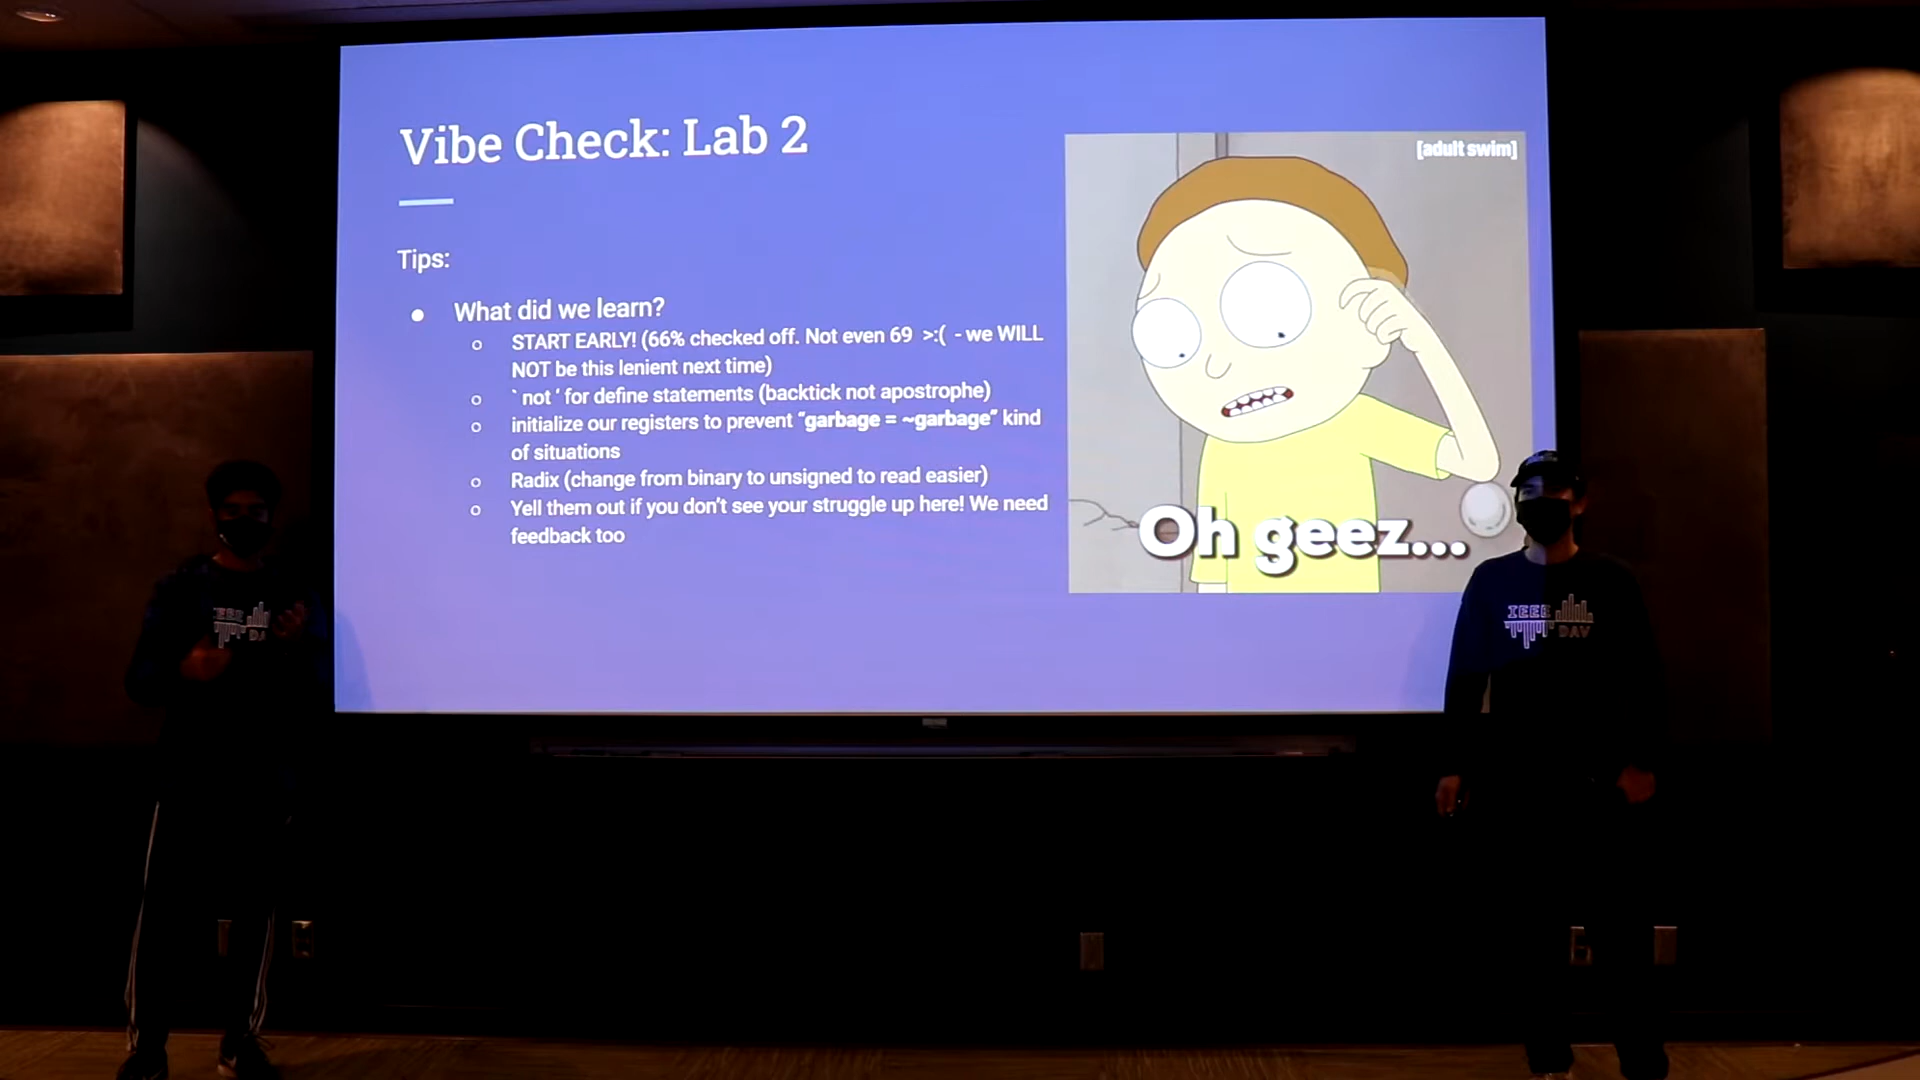 Vibe Check: Lab 2
[adult swim]
Tips:
● What did we learn?
○ START EARLY! (66% checked off. Not even 69 >:( - we WILL
NOT be this lenient next time)
○ ` not ' for define statements (backtick not apostrophe)
○ initialize our registers to prevent “garbage = ~garbage” kind
of situations
○ Radix (change from binary to unsigned to read easier)
○ Yell them out if you don't see your struggle up here! We need
feedback too
Oh geez...
IEEE
DAV